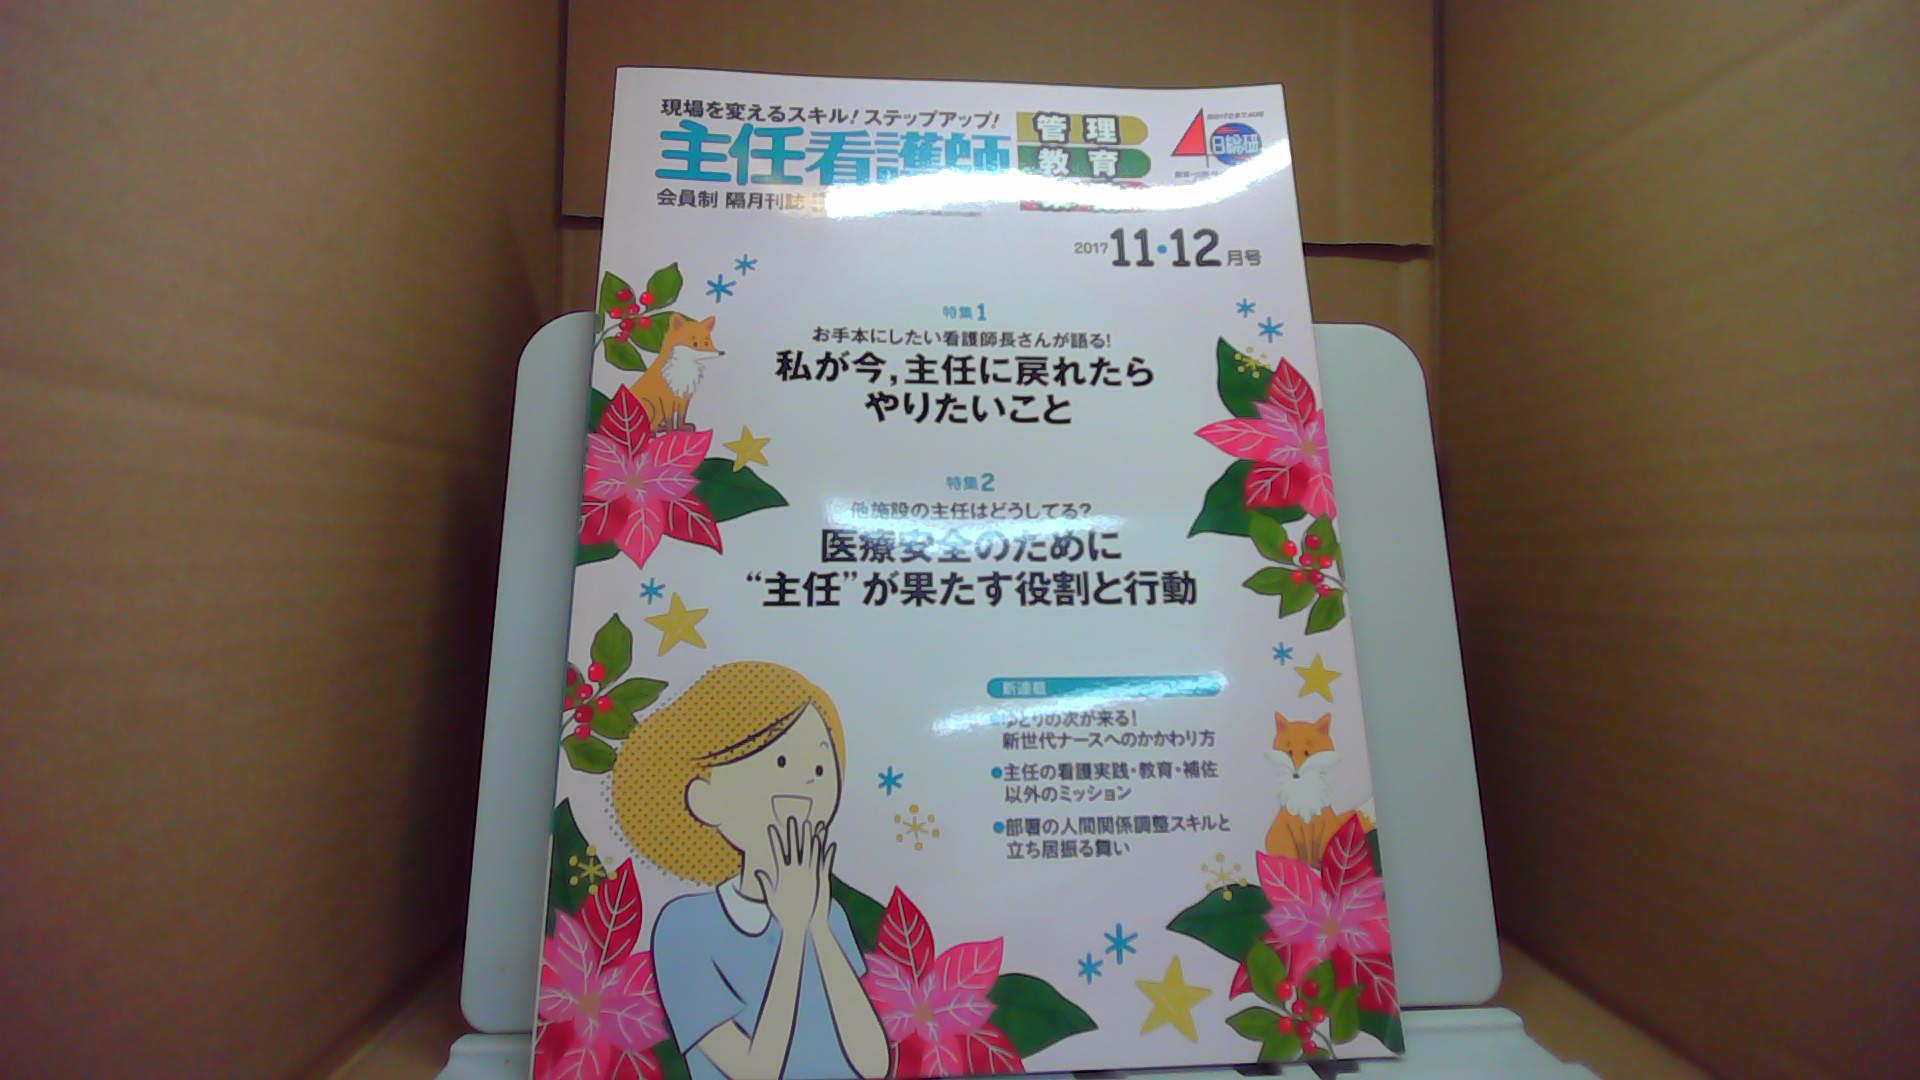 現場を変えるスキル！ステップアップ！
主任看護師
管理
教育
日総研
会員制 隔月刊誌
2017 11・12月号
特集1
お手本にしたい看護師長さんが語る！
私が今，主任に戻れたら
やりたいこと
特集2
他施設の主任はどうしてる？
医療安全のために
“主任”が果たす役割と行動
新連載
●ゆとりの次が来る！
新世代ナースへのかかわり方
●主任の看護実践・教育・補佐
以外のミッション
●部署の人間関係調整スキルと
立ち居振る舞い